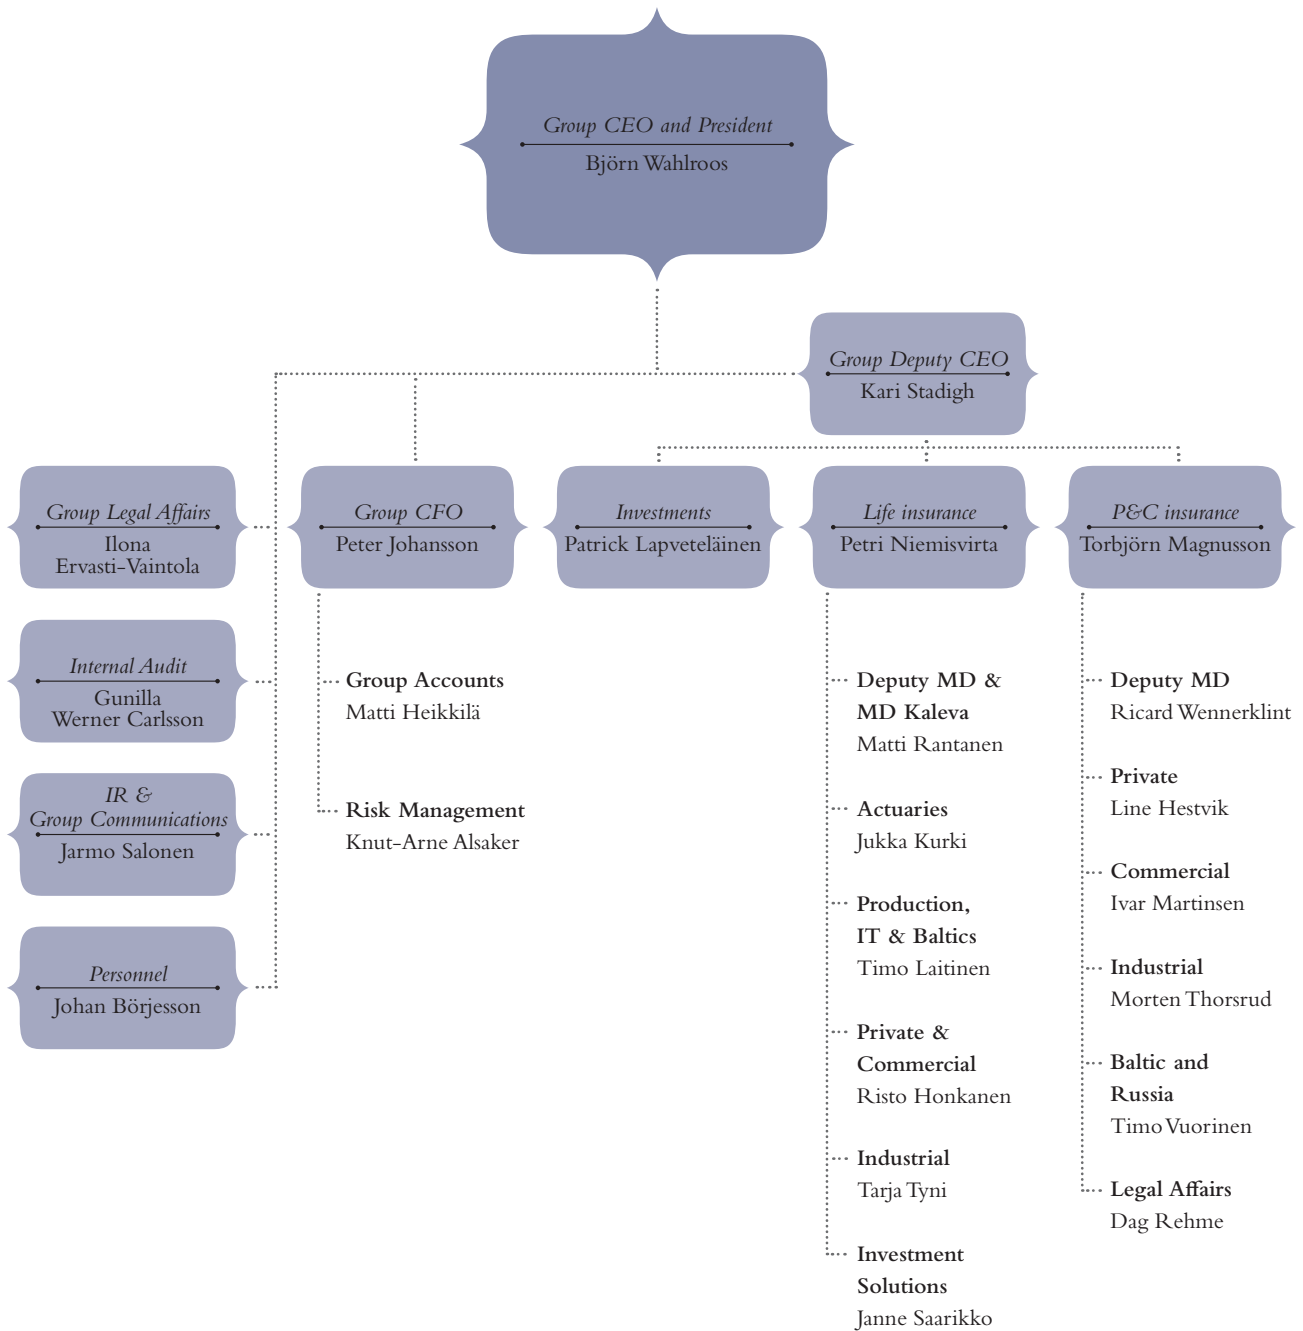 Group CEO and President
Björn Wahlroos
Group Deputy CEO
Kari Stadigh
Group Legal Affairs
Ilona
Ervasti-Vaintola
Internal Audit
Gunilla
Werner Carlsson
IR &
Group Communications
Jarmo Salonen
Personnel
Johan Börjesson
Group CFO
Peter Johansson
Group Accounts
Matti Heikkilä
Risk Management
Knut-Arne Alsaker
Investments
Patrick Lapveteläinen
Life insurance
Petri Niemisvirta
Deputy MD &
MD Kaleva
Matti Rantanen
Actuaries
Jukka Kurki
Production,
IT & Baltics
Timo Laitinen
Private &
Commercial
Risto Honkanen
Industrial
Tarja Tyni
Investment
Solutions
Janne Saarikko
P&C insurance
Torbjörn Magnusson
Deputy MD
Ricard Wennerklint
Private
Line Hestvik
Commercial
Ivar Martinsen
Industrial
Morten Thorsrud
Baltic and
Russia
Timo Vuorinen
Legal Affairs
Dag Rehme